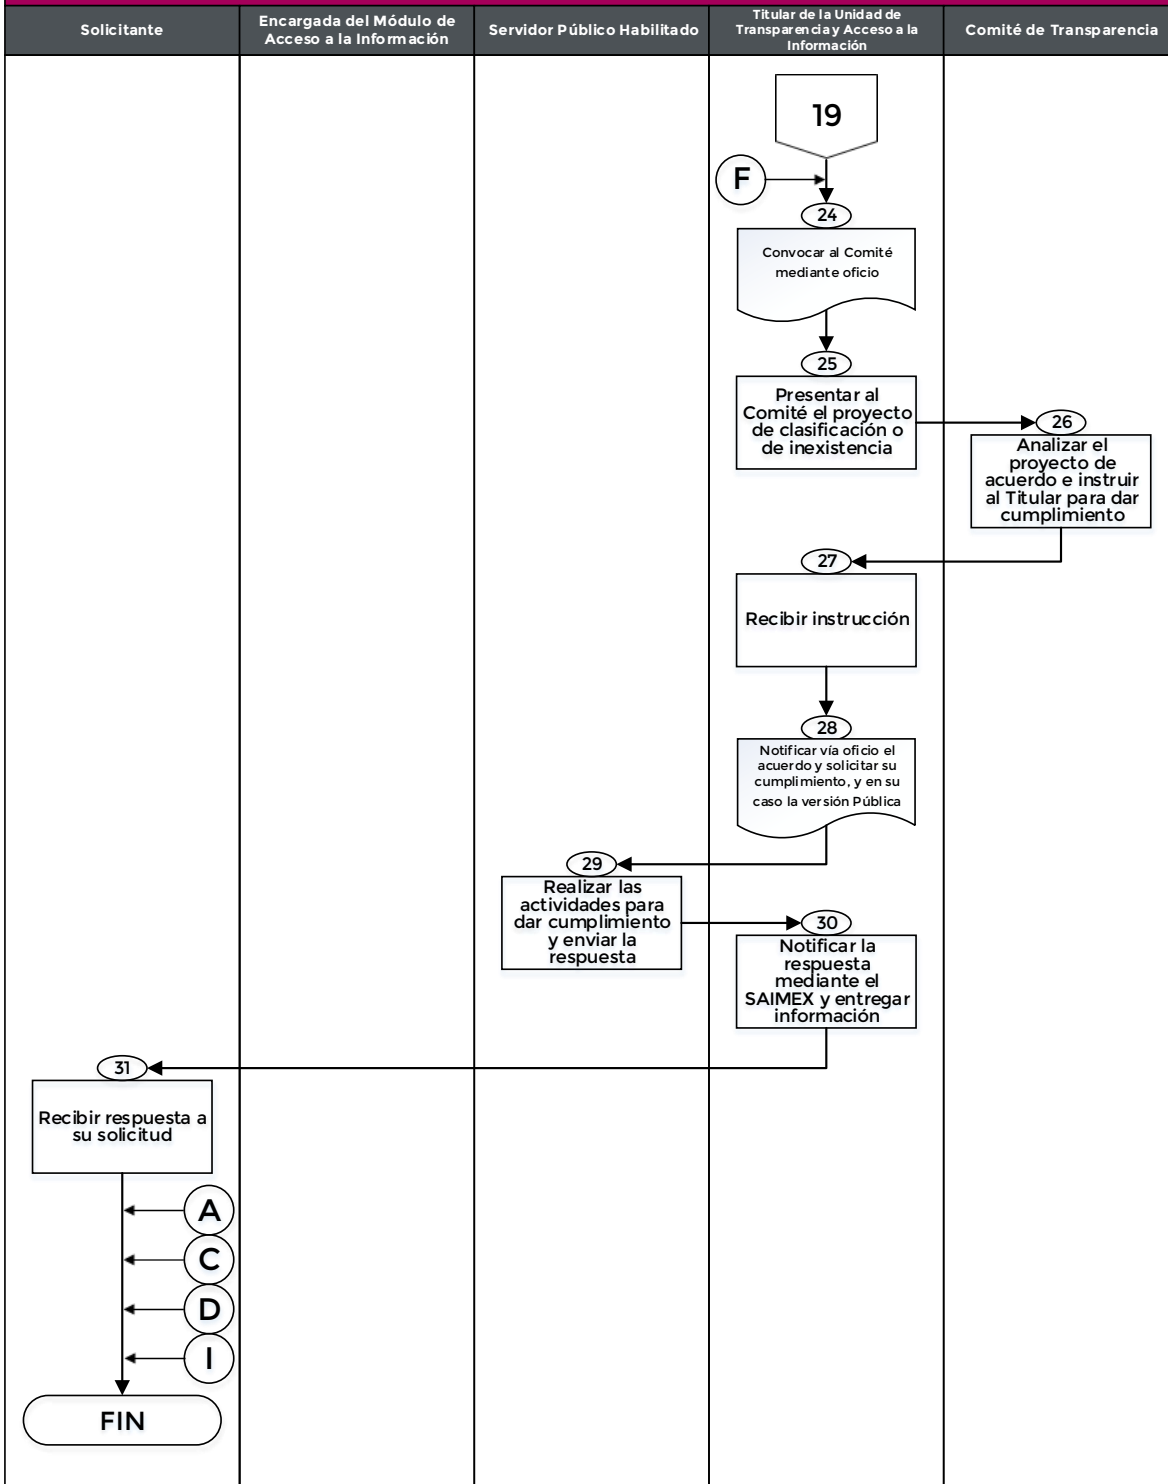 Solicitante
Encargada del Módulo de
Acceso a la Información
Servidor Público Habilitado
Titular de la Unidad de
Transparencia y Acceso a la
Información
Comité de Transparencia
19
F
24
Convocar al Comité
mediante oficio
25
Presentar al
Comité el proyecto
de clasificación o
de inexistencia
26
Analizar el
proyecto de
acuerdo e instruir
al Titular para dar
cumplimiento
27
Recibir instrucción
28
Notificar vía oficio el
acuerdo y solicitar su
cumplimiento, y en su
caso la versión Pública
29
Realizar las
actividades para
dar cumplimiento
y enviar la
respuesta
30
Notificar la
respuesta
mediante el
SAIMEX y entregar
información
31
Recibir respuesta a
su solicitud
A
C
D
I
FIN